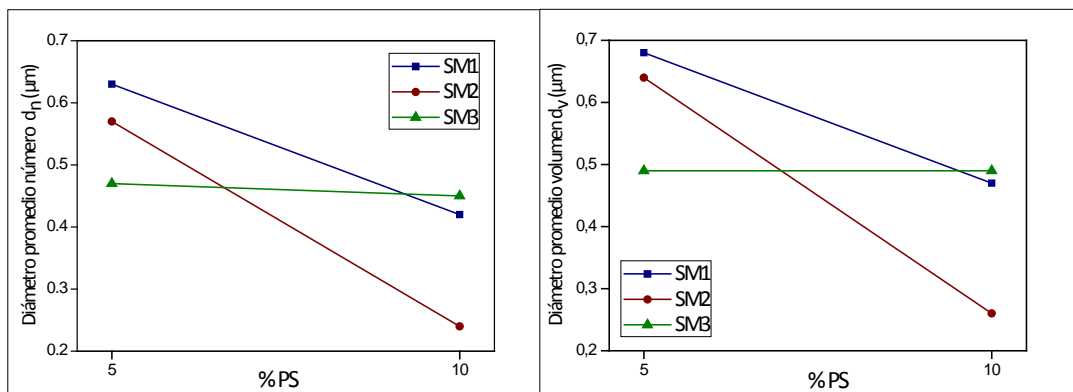 Diámetro promedio número dn (µm)
0,7
0,6
0.5
0.4
0.3
0,2
5
10
% PS
SM1
SM2
SM3
Diámetro promedio volumen dv (µm)
0,7
0,6
0,5
0,4
0,3
0,2
5
10
% PS
SM1
SM2
SM3